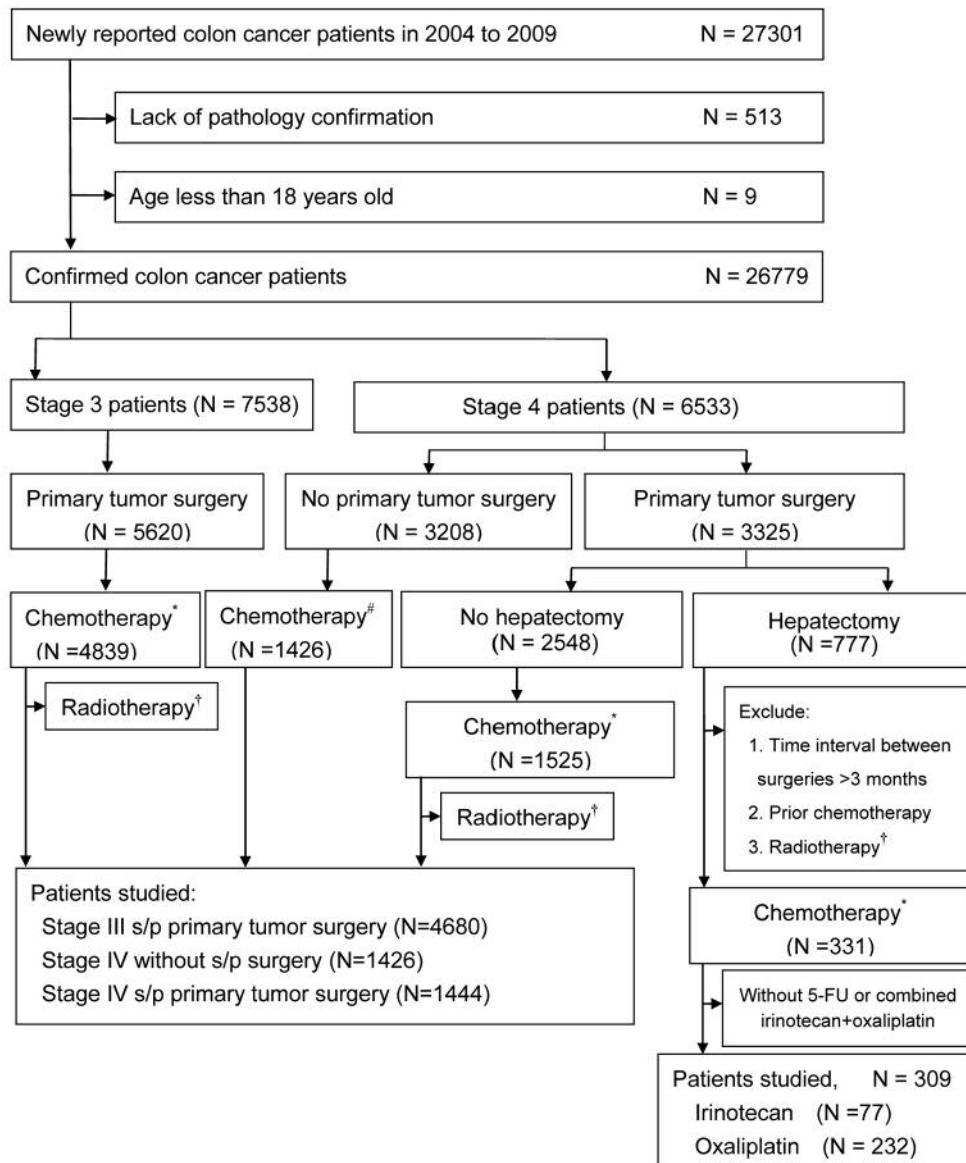 Newly reported colon cancer patients in 2004 to 2009 N = 27301
Lack of pathology confirmation N = 513
Age less than 18 years old N = 9
Confirmed colon cancer patients N = 26779
Stage 3 patients (N = 7538)
Stage 4 patients (N = 6533)
Primary tumor surgery
(N = 5620)
No primary tumor surgery
(N = 3208)
Primary tumor surgery
(N = 3325)
Chemotherapy*
(N =4839)
Chemotherapy#
(N =1426)
No hepatectomy
(N = 2548)
Hepatectomy
(N =777)
Radiotherapy†
Chemotherapy*
(N =1525)
Radiotherapy†
Exclude:
1. Time interval between
surgeries >3 months
2. Prior chemotherapy
3. Radiotherapy†
Patients studied:
Stage III s/p primary tumor surgery (N=4680)
Stage IV without s/p surgery (N=1426)
Stage IV s/p primary tumor surgery (N=1444)
Chemotherapy*
(N =331)
Without 5-FU or combined
irinotecan+oxaliplatin
Patients studied, N = 309
Irinotecan (N =77)
Oxaliplatin (N = 232)